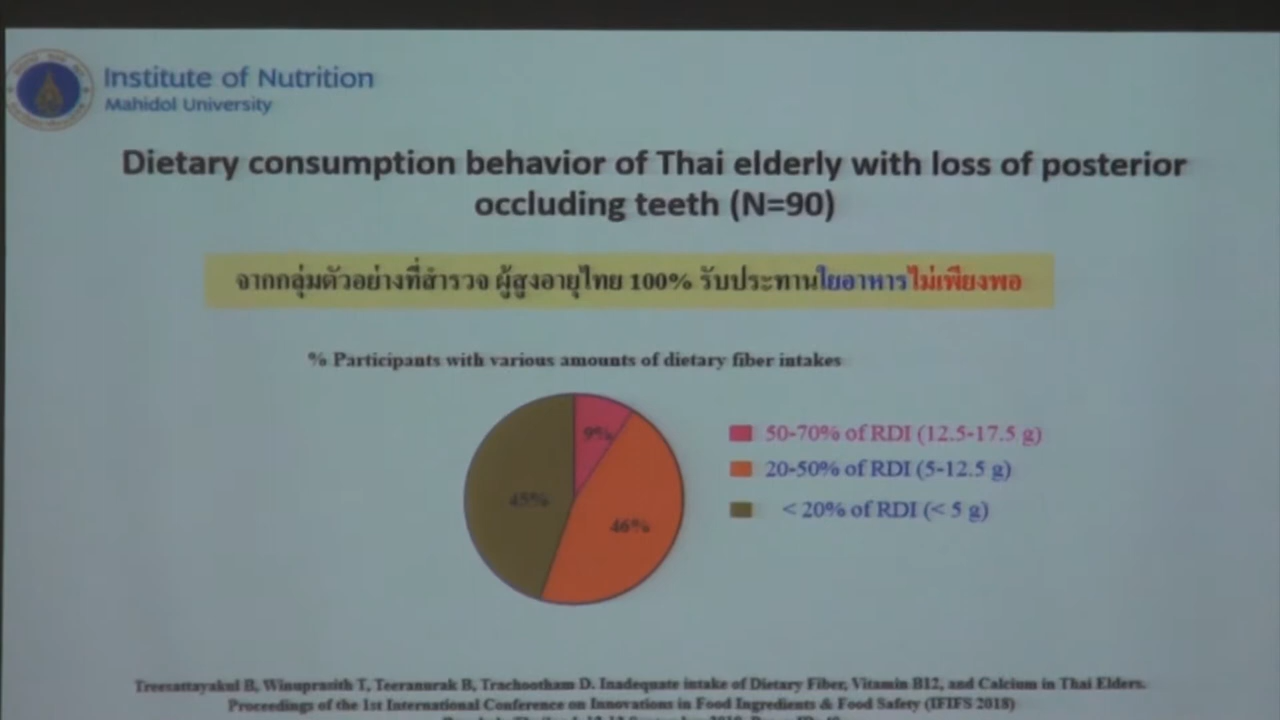 Institute of Nutrition
Mahidol University
Dietary consumption behavior of Thai elderly with loss of posterior
occluding teeth (N=90)
จากกลุ่มตัวอย่างที่สำรวจ ผู้สูงอายุไทย 100% รับประทานใยอาหารไม่เพียงพอ
% Participants with various amounts of dietary fiber intakes
9%
45%
46%
50-70% of RDI (12.5-17.5 g)
20-50% of RDI (5-12.5 g)
< 20% of RDI (< 5 g)
Treesattayakul B, Winuprasith T, Teeranurak B, Trachootham D. Inadequate intake of Dietary Fiber, Vitamin B12, and Calcium in Thai Elders.
Proceedings of the 1st International Conference on Innovations in Food Ingredients & Food Safety (IFIFS 2018)